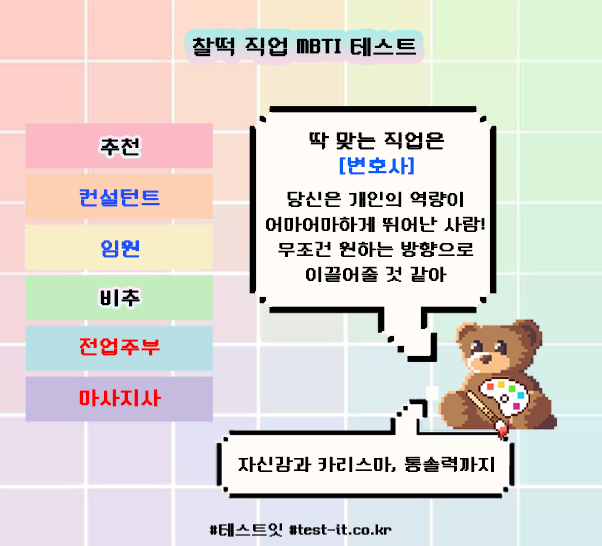 찰떡 직업 MBTI 테스트
추천
컨설턴트
임원
비추
전업주부
마사지사
딱 맞는 직업은
[변호사]
당신은 개인의 역량이
어마어마하게 뛰어난 사람!
무조건 원하는 방향으로
이끌어줄 것 같아
자신감과 카리스마, 통솔력까지
#테스트잇 #test-it.co.kr